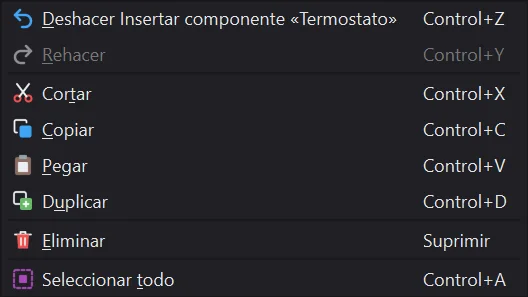 Deshacer Insertar componente «Termostato» Control+Z
Rehacer Control+Y
Cortar Control+X
Copiar Control+C
Pegar Control+V
Duplicar Control+D
Eliminar Suprimir
Seleccionar todo Control+A